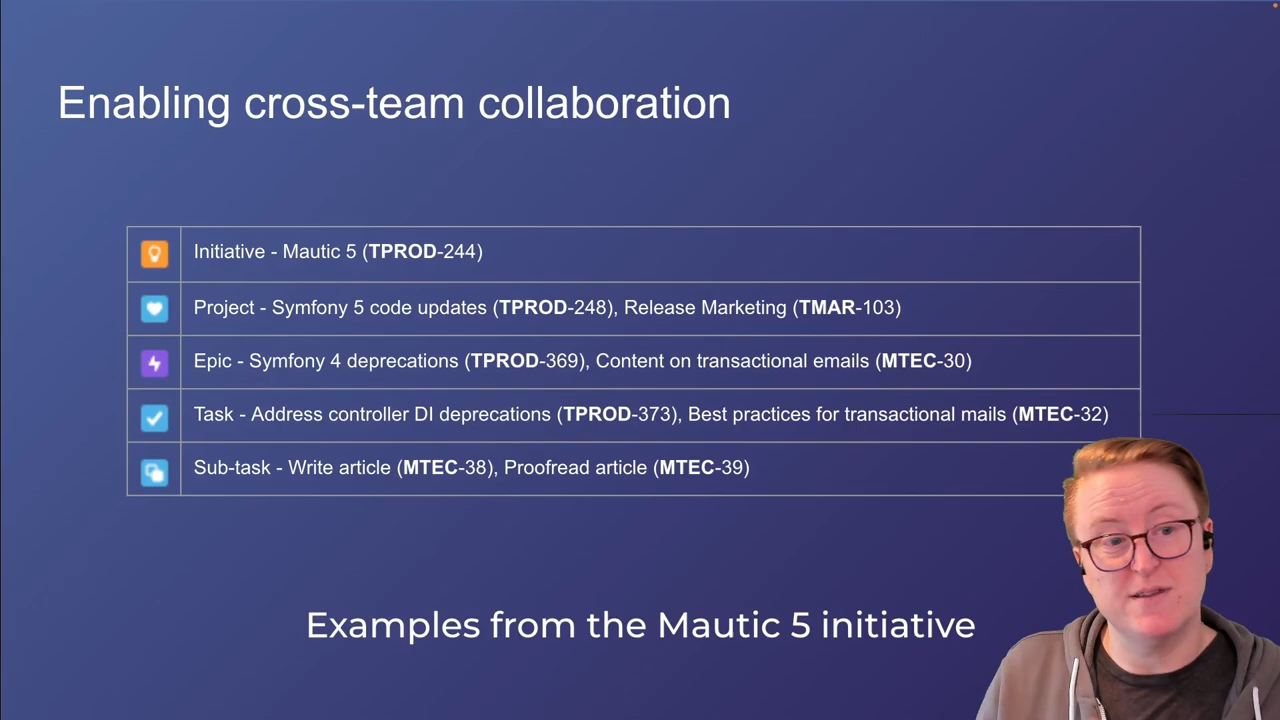 Enabling cross-team collaboration
Initiative - Mautic 5 (TPROD-244)
Project - Symfony 5 code updates (TPROD-248), Release Marketing (TMAR-103)
Epic - Symfony 4 deprecations (TPROD-369), Content on transactional emails (MTEC-30)
Task - Address controller DI deprecations (TPROD-373), Best practices for transactional mails (MTEC-32)
Sub-task - Write article (MTEC-38), Proofread article (MTEC-39)
Examples from the Mautic 5 initiative